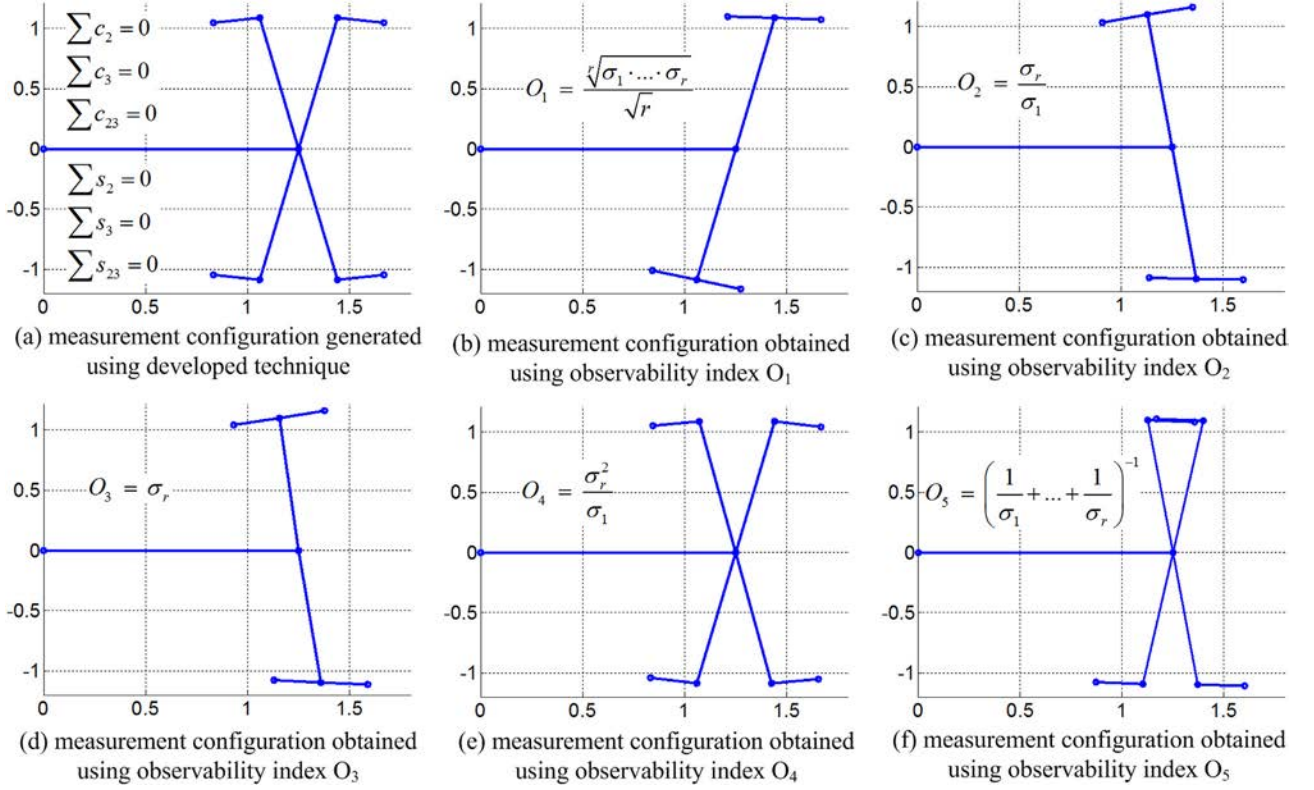 1
0.5
0
-0.5
-1
0 0.5 1 1.5
∑c₂ = 0
∑c₃ = 0
∑c₂₃ = 0
∑s₂ = 0
∑s₃ = 0
∑s₂₃ = 0
(a) measurement configuration generated
using developed technique
1
0.5
0
-0.5
-1
0 0.5 1 1.5
O₁ = ʳ√(σ₁·...·σᵣ) / √r
(b) measurement configuration obtained
using observability index O₁
1
0.5
0
-0.5
-1
0 0.5 1 1.5
O₂ = σᵣ / σ₁
(c) measurement configuration obtained
using observability index O₂
1
0.5
0
-0.5
-1
0 0.5 1 1.5
O₃ = σᵣ
(d) measurement configuration obtained
using observability index O₃
1
0.5
0
-0.5
-1
0 0.5 1 1.5
O₄ = σᵣ² / σ₁
(e) measurement configuration obtained
using observability index O₄
1
0.5
0
-0.5
-1
0 0.5 1 1.5
O₅ = (1/σ₁ + ... + 1/σᵣ)⁻¹
(f) measurement configuration obtained
using observability index O₅